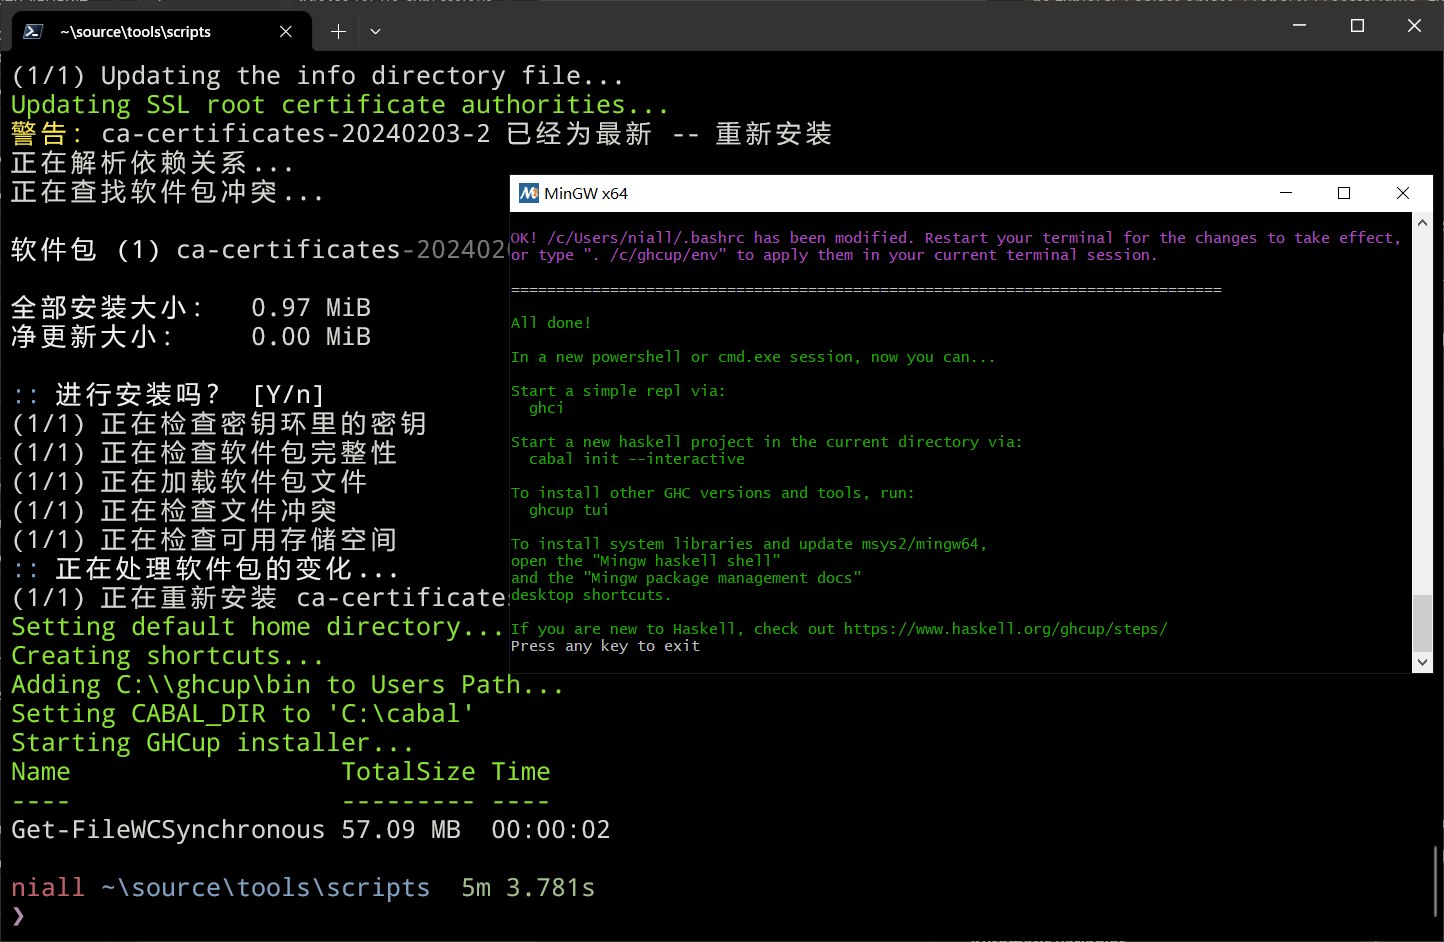 ~\source\tools\scripts
(1/1) Updating the info directory file...
Updating SSL root certificate authorities...
警告：ca-certificates-20240203-2 已经为最新 -- 重新安装
正在解析依赖关系...
正在查找软件包冲突...
软件包 (1) ca-certificates-202402
全部安装大小：  0.97 MiB
净更新大小：    0.00 MiB
:: 进行安装吗？ [Y/n]
(1/1) 正在检查密钥环里的密钥
(1/1) 正在检查软件包完整性
(1/1) 正在加载软件包文件
(1/1) 正在检查文件冲突
(1/1) 正在检查可用存储空间
:: 正在处理软件包的变化...
(1/1) 正在重新安装 ca-certificates
Setting default home directory...
Creating shortcuts...
Adding C:\\ghcup\bin to Users Path...
Setting CABAL_DIR to 'C:\cabal'
Starting GHCup installer...
Name                  TotalSize Time
----                  --------- ----
Get-FileWCSynchronous 57.09 MB  00:00:02
niall ~\source\tools\scripts  5m 3.781s
❯
MinGW x64
OK! /c/Users/niall/.bashrc has been modified. Restart your terminal for the changes to take effect,
or type ". /c/ghcup/env" to apply them in your current terminal session.
===============================================================================
All done!
In a new powershell or cmd.exe session, now you can...
Start a simple repl via:
  ghci
Start a new haskell project in the current directory via:
  cabal init --interactive
To install other GHC versions and tools, run:
  ghcup tui
To install system libraries and update msys2/mingw64,
open the "Mingw haskell shell"
and the "Mingw package management docs"
desktop shortcuts.
If you are new to Haskell, check out https://www.haskell.org/ghcup/steps/
Press any key to exit